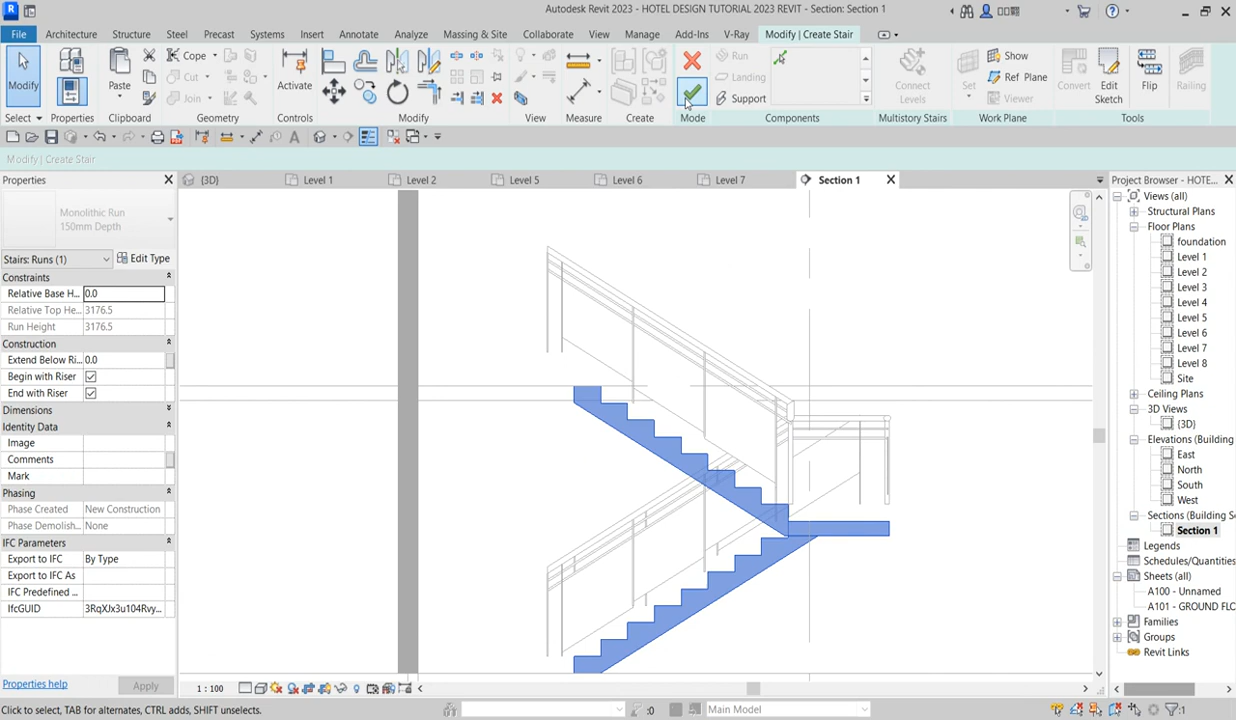 R
Autodesk Revit 2023 - HOTEL DESIGN TUTORIAL 2023 REVIT - Section: Section 1
File Architecture Structure Steel Precast Systems Insert Annotate Analyze Massing & Site Collaborate View Manage Add-Ins V-Ray Modify | Create Stair
Modify
Paste
Cope
Cut
Join
Activate
Run
Landing
Support
Connect
Levels
Set
Show
Ref Plane
Viewer
Convert
Edit
Sketch
Flip
Railing
Select
Properties
Clipboard
Geometry
Controls
Modify
View
Measure
Create
Mode
Components
Multistory Stairs
Work Plane
Tools
Modify | Create Stair
Properties
{3D} Level 1 Level 2 Level 5 Level 6 Level 7 Section 1
Project Browser - HOTE...
Monolithic Run
150mm Depth
Stairs: Runs (1) Edit Type
Constraints
Relative Base H... 0.0
Relative Top He... 3176.5
Run Height 3176.5
Construction
Extend Below Ri... 0.0
Begin with Riser
End with Riser
Dimensions
Identity Data
Image
Comments
Mark
Phasing
Phase Created New Construction
Phase Demolish... None
IFC Parameters
Export to IFC By Type
Export to IFC As
IFC Predefined ...
IfcGUID 3RqXJx3u104Rvy...
Properties help
Apply
Views (all)
Structural Plans
Floor Plans
foundation
Level 1
Level 2
Level 3
Level 4
Level 5
Level 6
Level 7
Level 8
Site
Ceiling Plans
3D Views
{3D}
Elevations (Building
East
North
South
West
Sections (Building S
Section 1
Legends
Schedules/Quantities
Sheets (all)
A100 - Unnamed
A101 - GROUND FLC
Families
Groups
Revit Links
1 : 100
Click to select, TAB for alternates, CTRL adds, SHIFT unselects.
:0
Main Model
:1